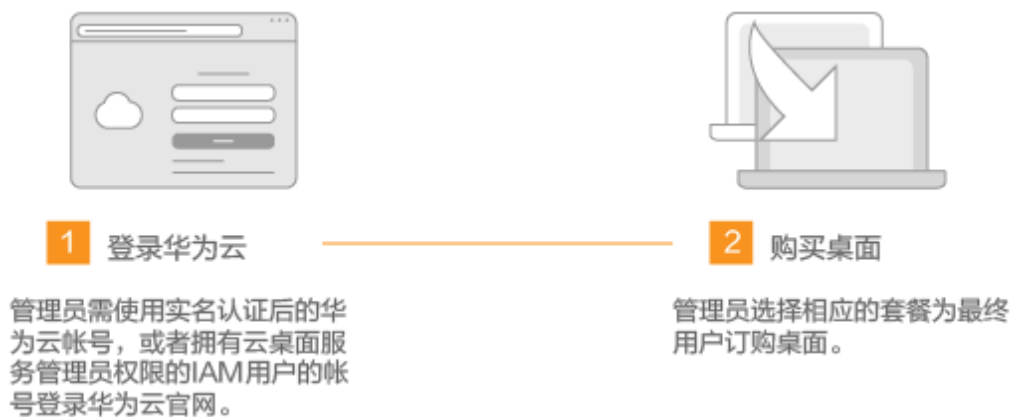 1 登录华为云
管理员需使用实名认证后的华
为云帐号，或者拥有云桌面服
务管理员权限的IAM用户的帐
号登录华为云官网。
2 购买桌面
管理员选择相应的套餐为最终
用户订购桌面。